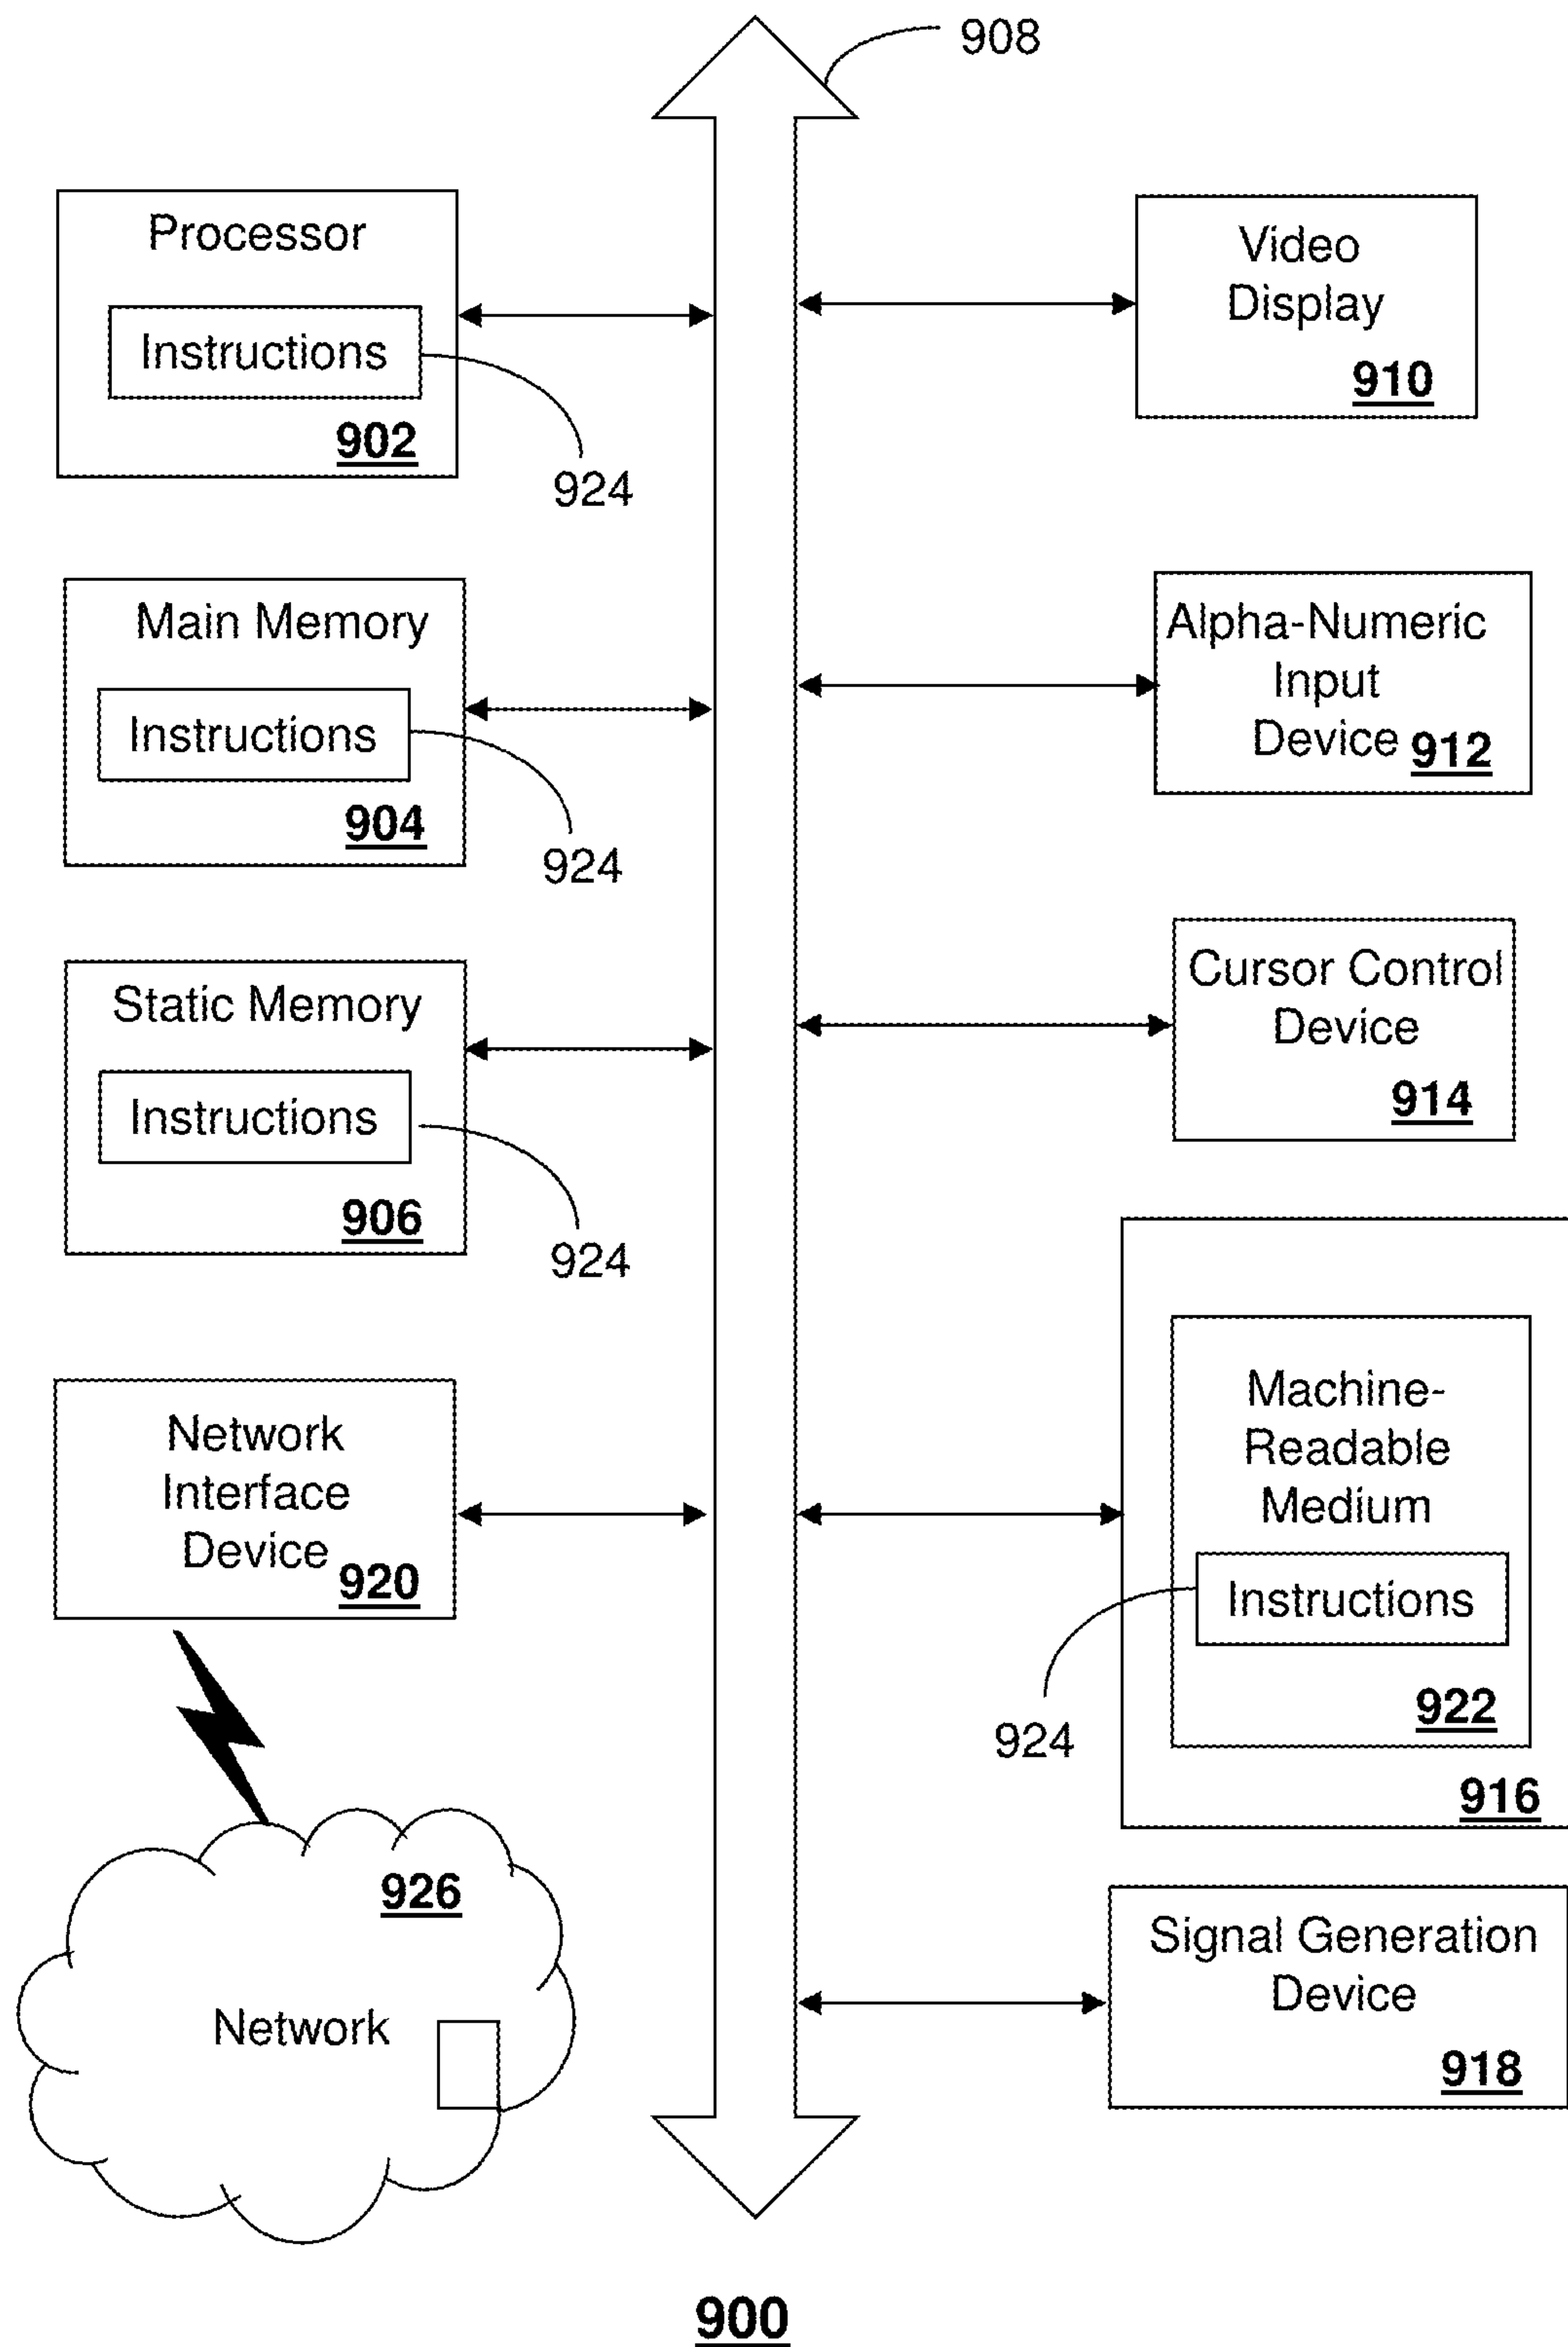 908
Processor
Instructions
902
924
Main Memory
Instructions
904
924
Static Memory
Instructions
906
924
Network
Interface
Device
920
926
Network
Video
Display
910
Alpha-Numeric
Input
Device 912
Cursor Control
Device
914
Machine-
Readable
Medium
Instructions
922
924
916
Signal Generation
Device
918
900